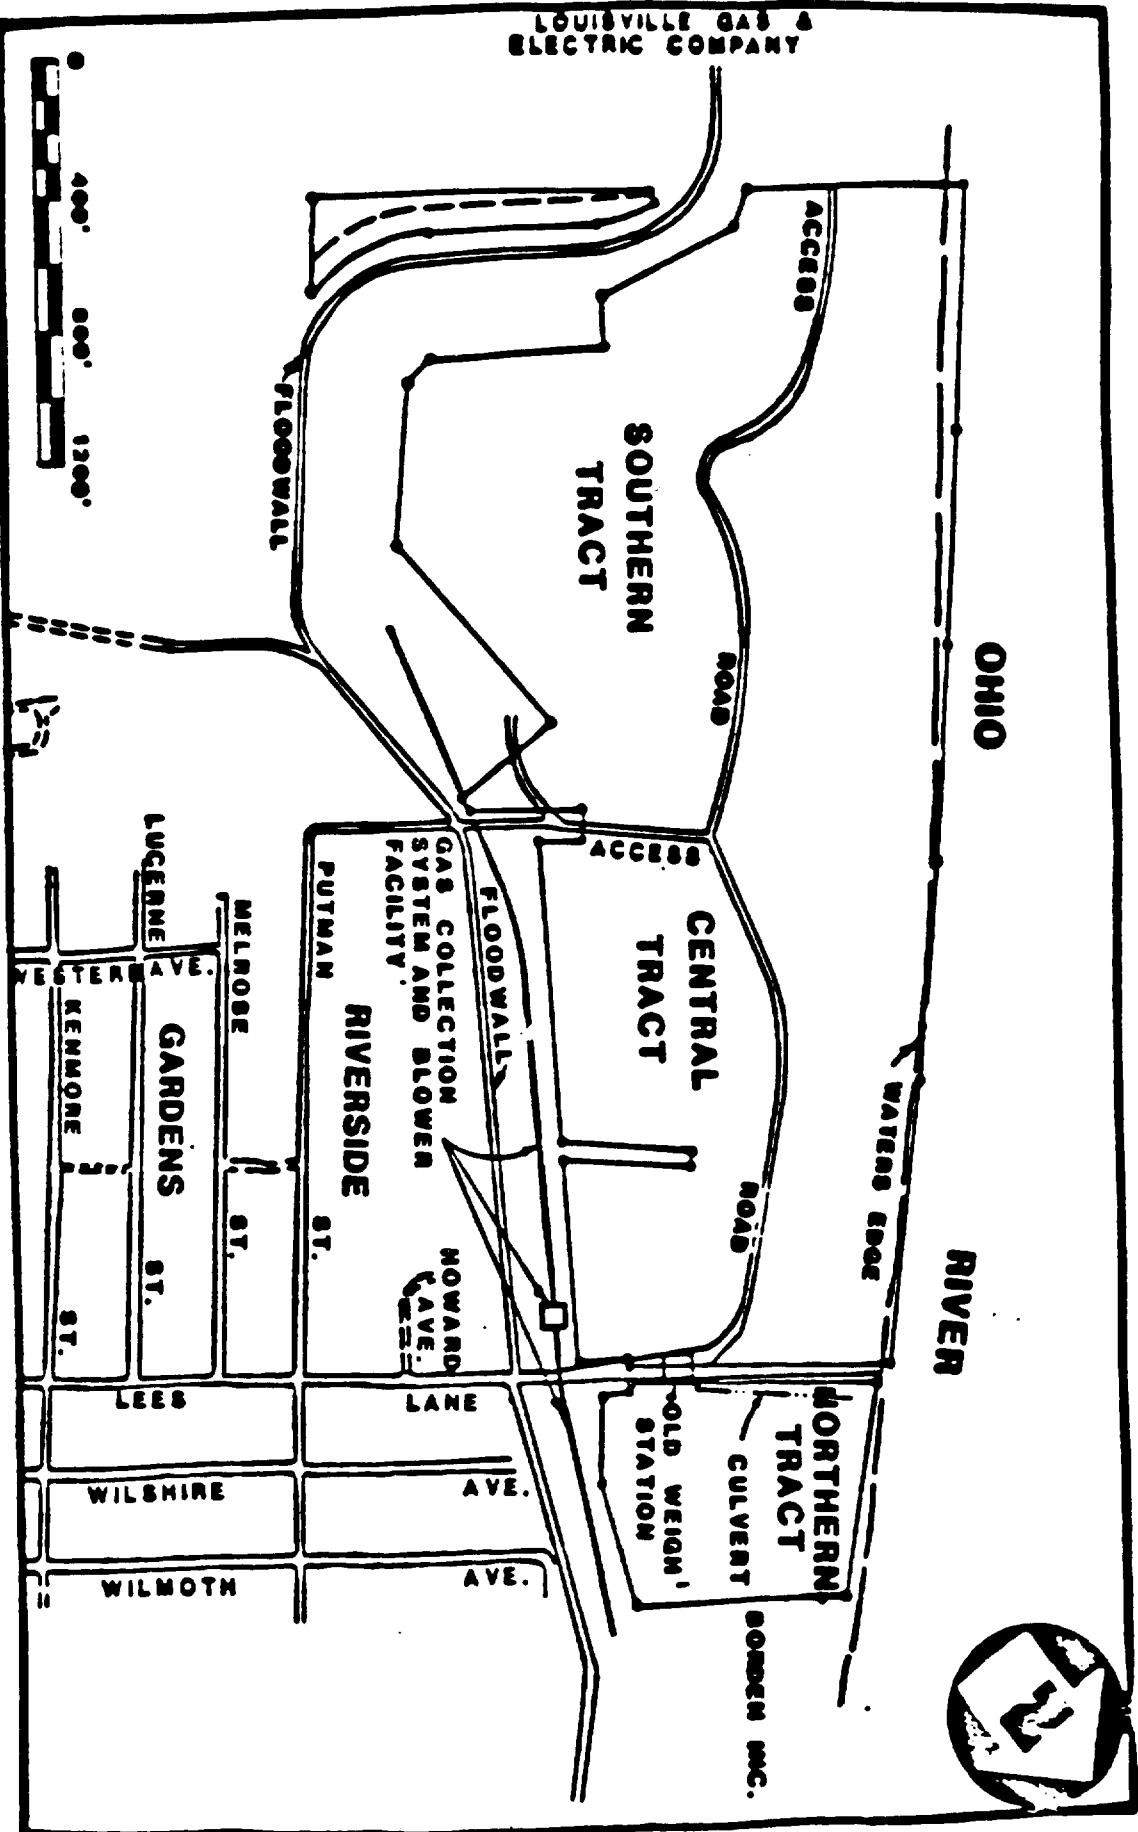 LOUISVILLE GAS &
ELECTRIC COMPANY
0
400'
800'
1200'
ACCESS
ROAD
FLOODWALL
SOUTHERN
TRACT
OHIO
RIVER
WATERS EDGE
ACCESS
ROAD
CENTRAL
TRACT
FLOODWALL
GAS COLLECTION
SYSTEM AND BLOWER
FACILITY
PUTMAN
ST.
RIVERSIDE
GARDENS
MELROSE
ST.
LUCERNE
ST.
WESTERN AVE.
KENMORE
ST.
HOWARD
AVE.
LEES
LANE
WILSHIRE
AVE.
WILMOTH
AVE.
NORTHERN
TRACT
OLD WEIGH
STATION
CULVERT
BORDEN INC.